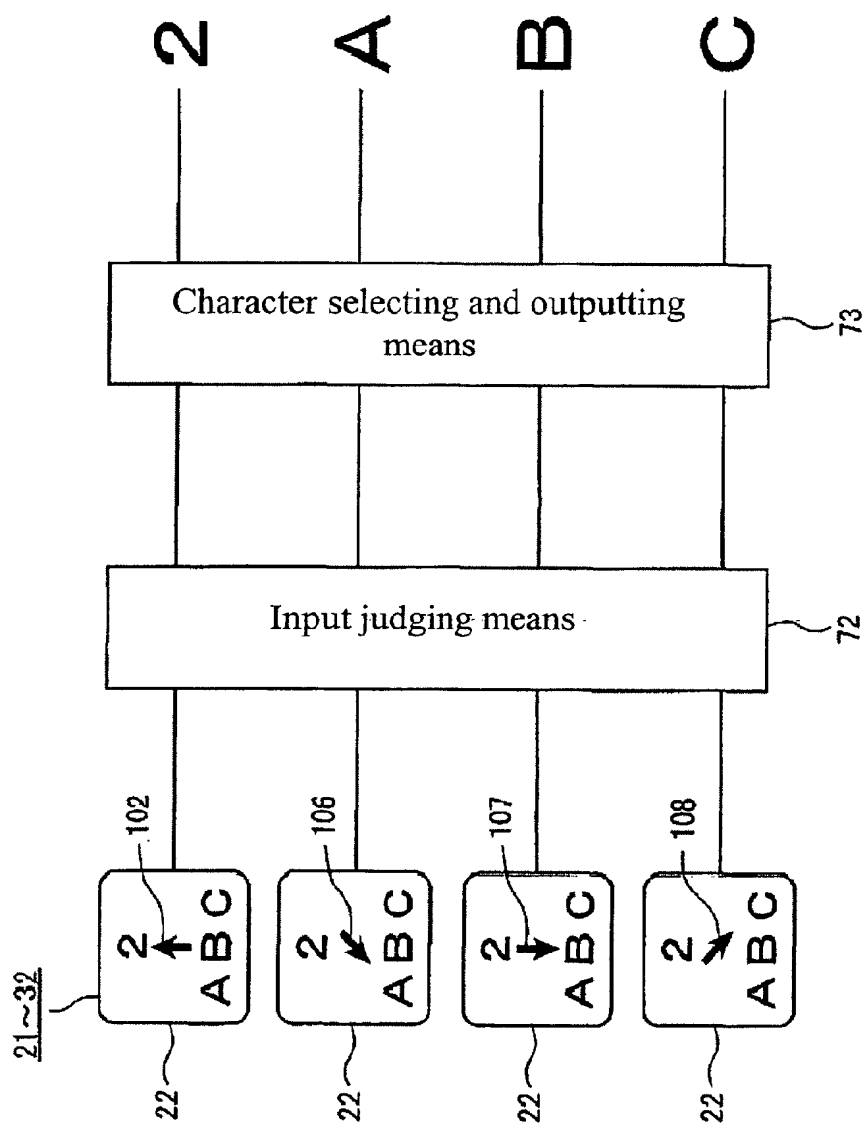 2
A
B
C
Character selecting and outputting
means
73
Input judging means
72
21~32
102
2
A B C
22
106
2
A B C
22
107
2
A B C
22
108
2
A B C
22